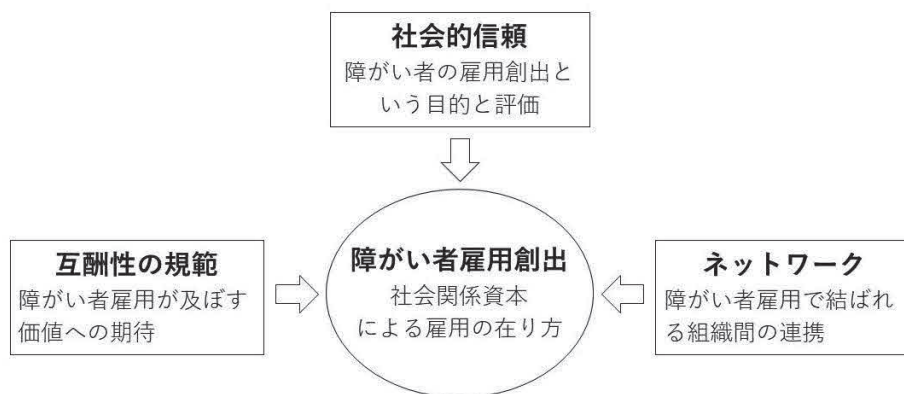 社会的信頼
障がい者の雇用創出と
いう目的と評価
互酬性の規範
障がい者雇用が及ぼす
価値への期待
障がい者雇用創出
社会関係資本
による雇用の在り方
ネットワーク
障がい者雇用で結ばれ
る組織間の連携